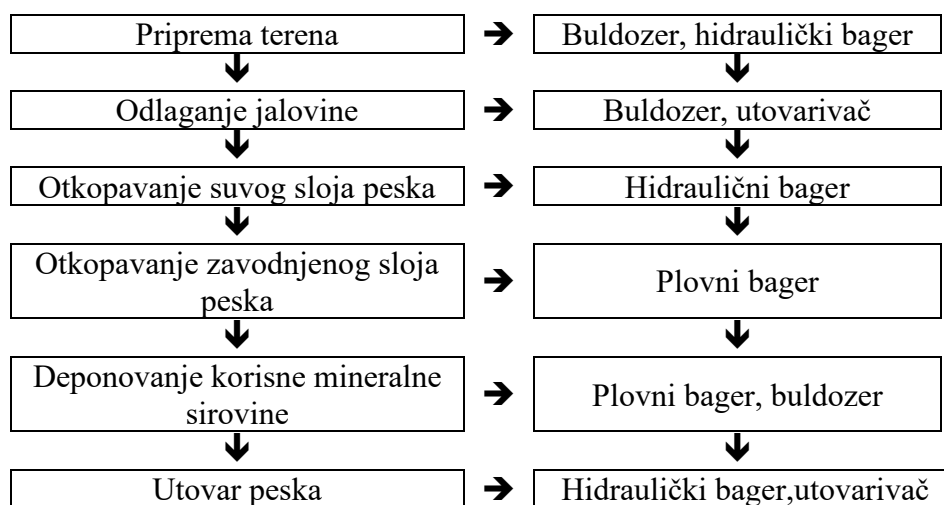 Priprema terena
Buldozer, hidraulički bager
Odlaganje jalovine
Buldozer, utovarivač
Otkopavanje suvog sloja peska
Hidraulični bager
Otkopavanje zavodnjenog sloja
peska
Plovni bager
Deponovanje korisne mineralne
sirovine
Plovni bager, buldozer
Utovar peska
Hidraulički bager,utovarivač